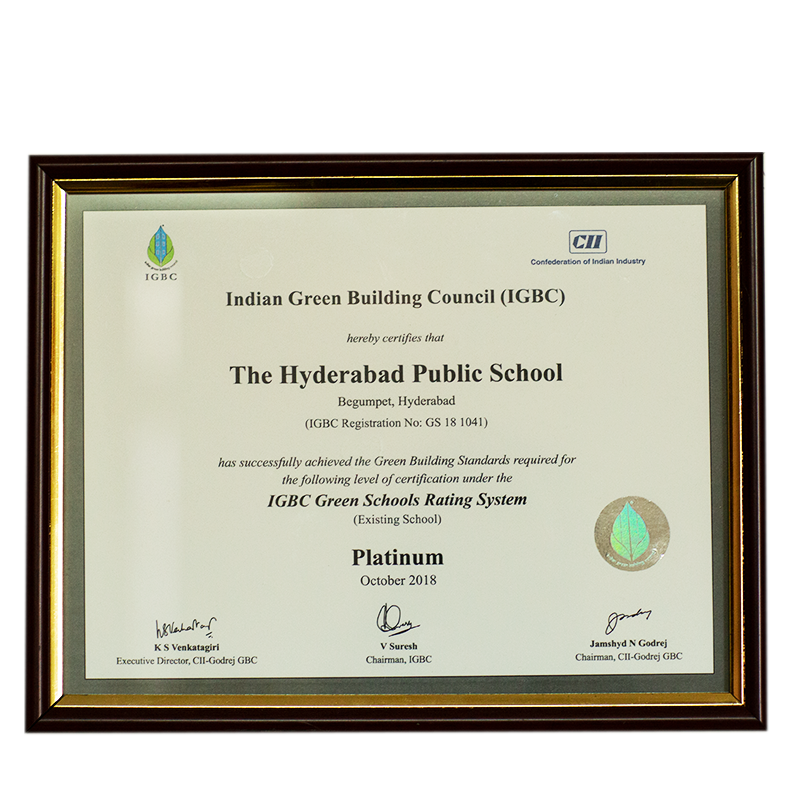 IGBC
CII
Confederation of Indian Industry
Indian Green Building Council (IGBC)
hereby certifies that
The Hyderabad Public School
Begumpet, Hyderabad
(IGBC Registration No: GS 18 1041)
has successfully achieved the Green Building Standards required for
the following level of certification under the
IGBC Green Schools Rating System
(Existing School)
Platinum
October 2018
K S Venkatagiri
Executive Director, CII-Godrej GBC
V Suresh
Chairman, IGBC
Jamshyd N Godrej
Chairman, CII-Godrej GBC